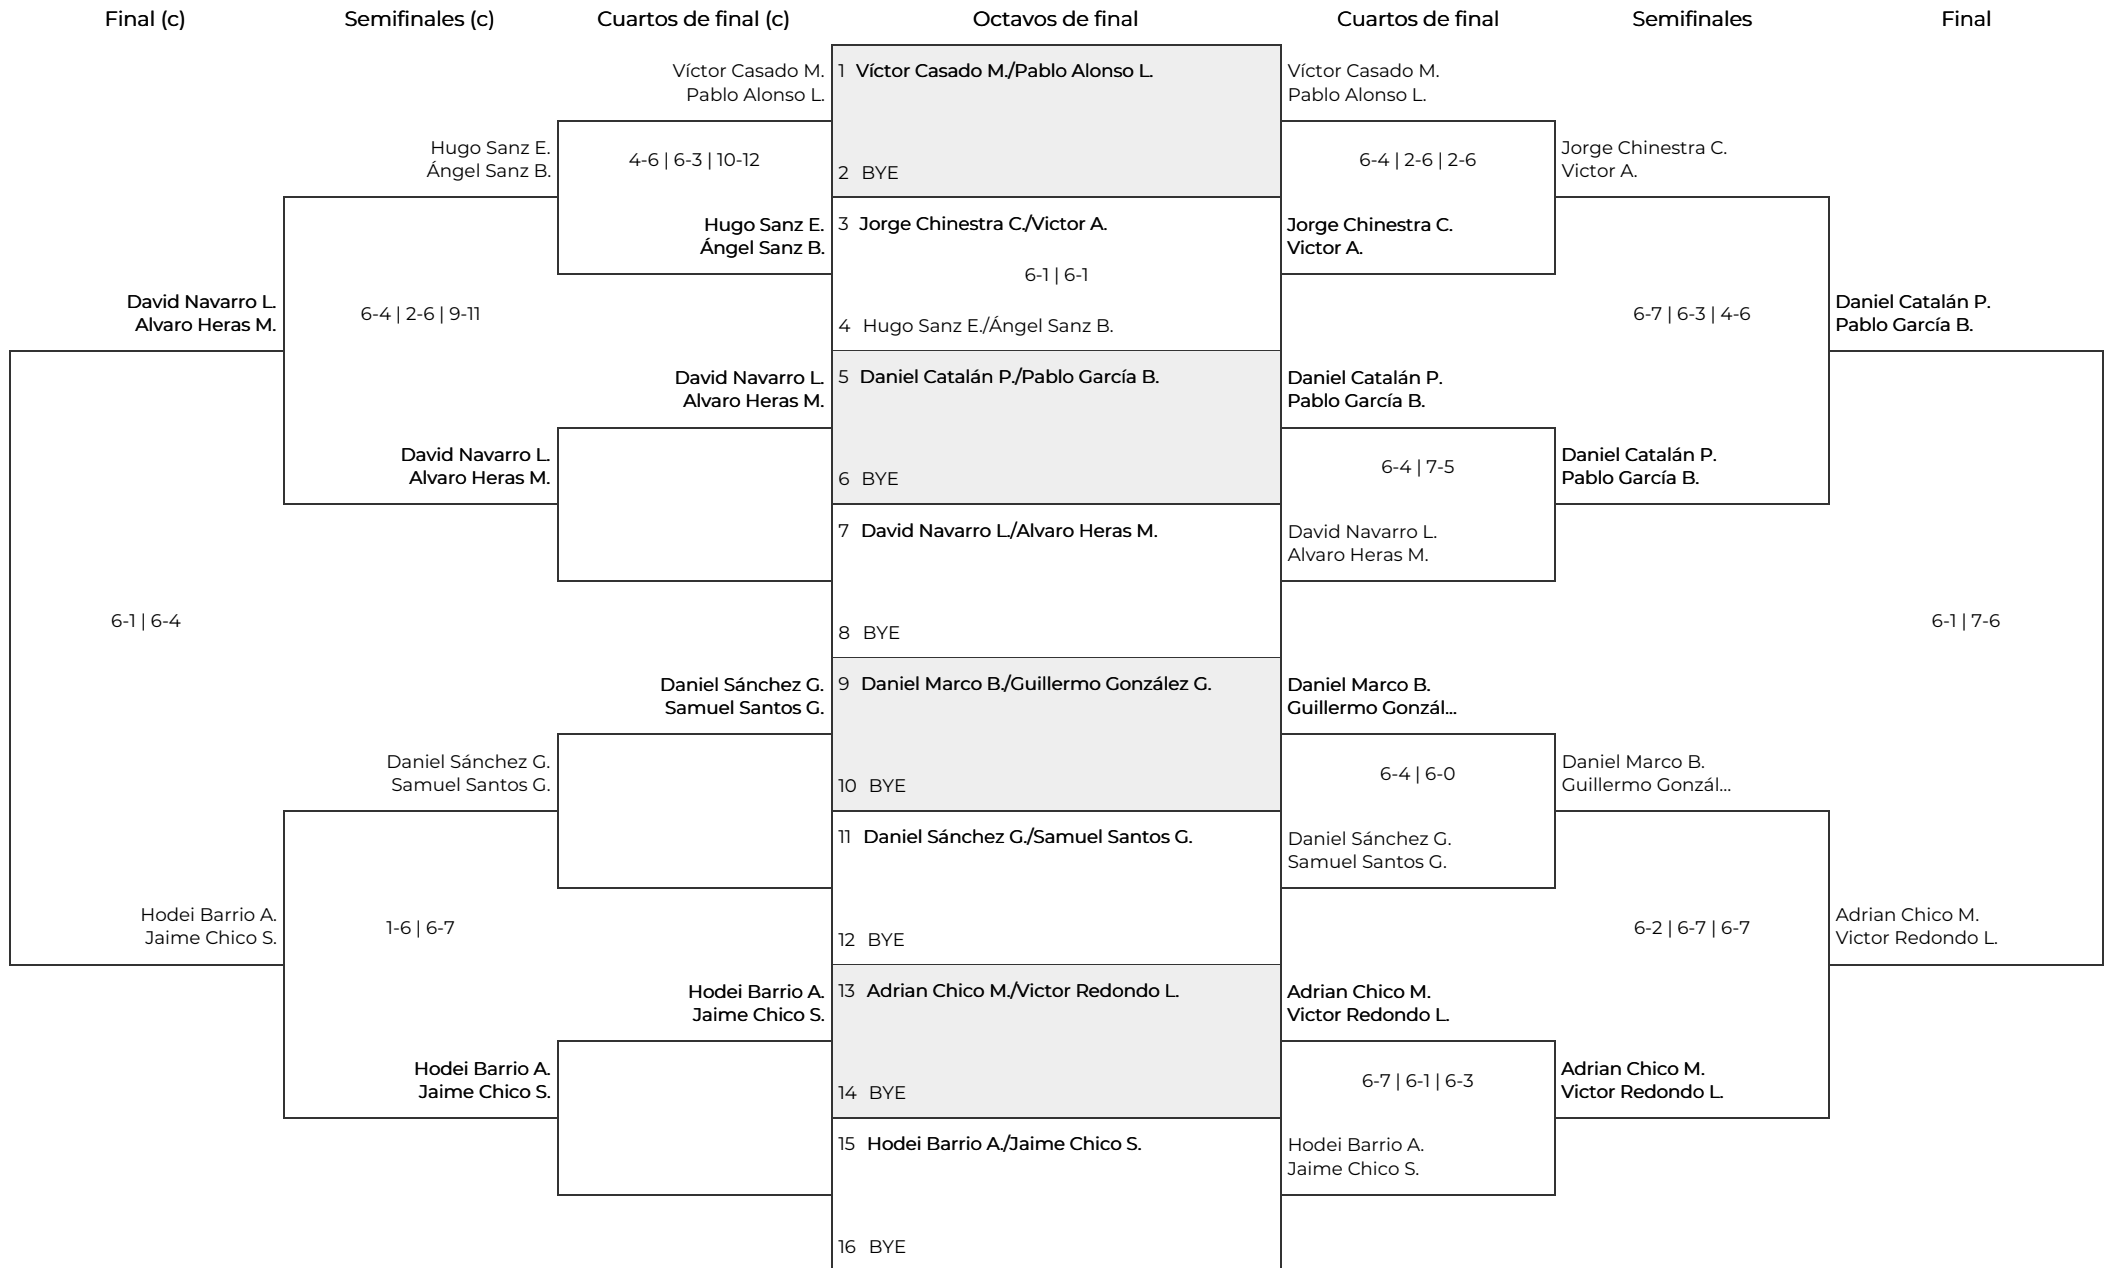 Final (c)
Semifinales (c)
Cuartos de final (c)
Octavos de final
Cuartos de final
Semifinales
Final
David Navarro L.
Alvaro Heras M.
6-1 | 6-4
Hodei Barrio A.
Jaime Chico S.
Hugo Sanz E.
Ángel Sanz B.
6-4 | 2-6 | 9-11
David Navarro L.
Alvaro Heras M.
Daniel Sánchez G.
Samuel Santos G.
1-6 | 6-7
Hodei Barrio A.
Jaime Chico S.
Víctor Casado M.
Pablo Alonso L.
4-6 | 6-3 | 10-12
Hugo Sanz E.
Ángel Sanz B.
David Navarro L.
Alvaro Heras M.
Daniel Sánchez G.
Samuel Santos G.
Hodei Barrio A.
Jaime Chico S.
1 Víctor Casado M./Pablo Alonso L.
2 BYE
3 Jorge Chinestra C./Victor A.
6-1 | 6-1
4 Hugo Sanz E./Ángel Sanz B.
5 Daniel Catalán P./Pablo García B.
6 BYE
7 David Navarro L./Alvaro Heras M.
8 BYE
9 Daniel Marco B./Guillermo González G.
10 BYE
11 Daniel Sánchez G./Samuel Santos G.
12 BYE
13 Adrian Chico M./Victor Redondo L.
14 BYE
15 Hodei Barrio A./Jaime Chico S.
16 BYE
Víctor Casado M.
Pablo Alonso L.
6-4 | 2-6 | 2-6
Jorge Chinestra C.
Victor A.
Daniel Catalán P.
Pablo García B.
6-4 | 7-5
David Navarro L.
Alvaro Heras M.
Daniel Marco B.
Guillermo Gonzál...
6-4 | 6-0
Daniel Sánchez G.
Samuel Santos G.
Adrian Chico M.
Victor Redondo L.
6-7 | 6-1 | 6-3
Hodei Barrio A.
Jaime Chico S.
Jorge Chinestra C.
Victor A.
6-7 | 6-3 | 4-6
Daniel Catalán P.
Pablo García B.
Daniel Marco B.
Guillermo Gonzál...
6-2 | 6-7 | 6-7
Adrian Chico M.
Victor Redondo L.
Daniel Catalán P.
Pablo García B.
6-1 | 7-6
Adrian Chico M.
Victor Redondo L.